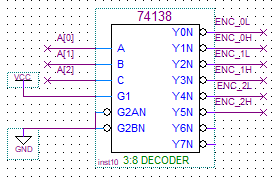 74138
A[0] A Y0N ENC_0L
A[1] B Y1N ENC_0H
A[2] C Y2N ENC_1L
VCC G1 Y3N ENC_1H
G2AN Y4N ENC_2L
G2BN Y5N ENC_2H
GND Y6N
Y7N
inst10 3:8 DECODER